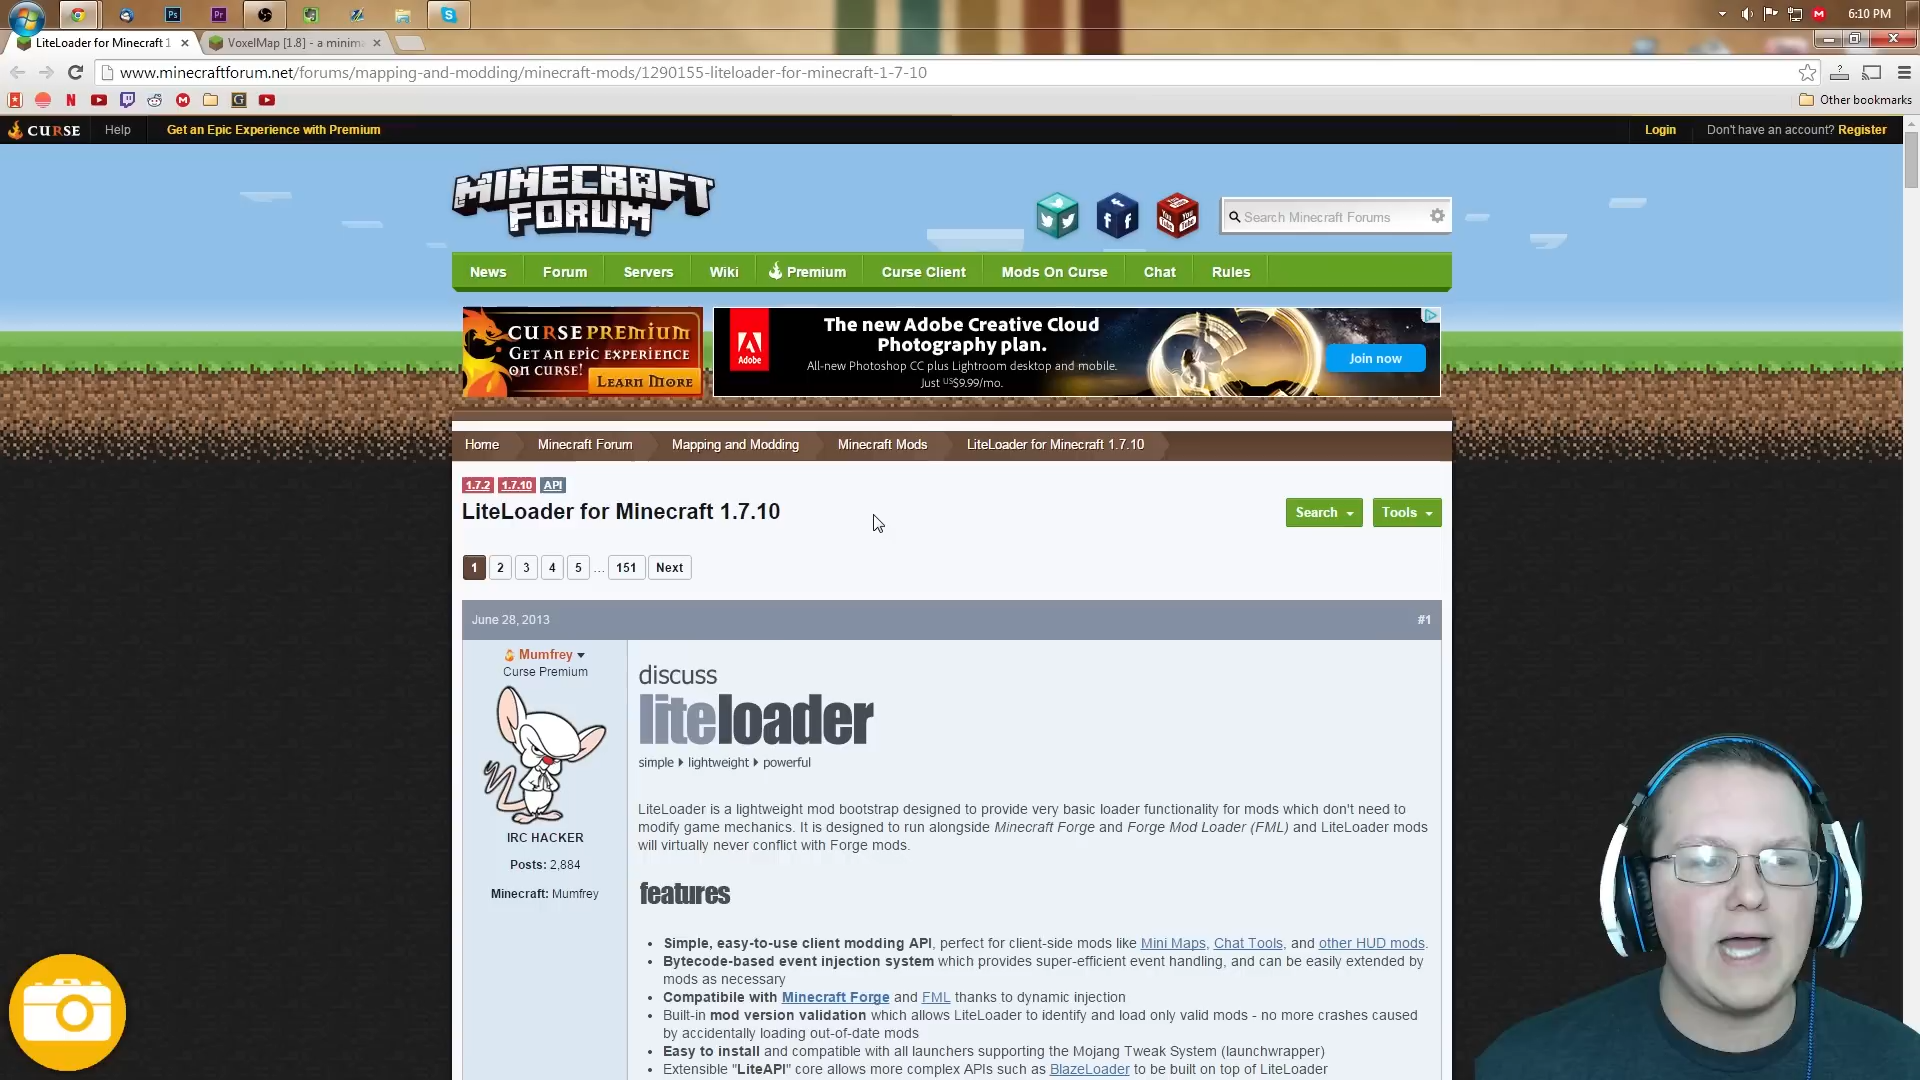 6:10 PM
LiteLoader for Minecraft 1
VoxelMap [1.8] - a minim
www.minecraftforum.net/forums/mapping-and-modding/minecraft-mods/1290155-liteloader-for-minecraft-1-7-10
Other bookmarks
CURSE
Help
Get an Epic Experience with Premium
Login
Don't have an account? Register
MINECRAFT
FORUM
Search Minecraft Forums
News
Forum
Servers
Wiki
Premium
Curse Client
Mods On Curse
Chat
Rules
CURSE PREMIUM
GET AN EPIC EXPERIENCE
ON CURSE!
LEARN MORE
Adobe
The new Adobe Creative Cloud
Photography plan.
All-new Photoshop CC plus Lightroom desktop and mobile.
Just US$9.99/mo.
Join now
Home
Minecraft Forum
Mapping and Modding
Minecraft Mods
LiteLoader for Minecraft 1.7.10
1.7.2 1.7.10 API
LiteLoader for Minecraft 1.7.10
Search
Tools
1 2 3 4 5 ... 151 Next
June 28, 2013
#1
Mumfrey
Curse Premium
IRC HACKER
Posts: 2,884
Minecraft: Mumfrey
discuss
liteloader
simple lightweight powerful
LiteLoader is a lightweight mod bootstrap designed to provide very basic loader functionality for mods which don't need to
modify game mechanics. It is designed to run alongside Minecraft Forge and Forge Mod Loader (FML) and LiteLoader mods
will virtually never conflict with Forge mods.
features
Simple, easy-to-use client modding API, perfect for client-side mods like Mini Maps, Chat Tools, and other HUD mods.
Bytecode-based event injection system which provides super-efficient event handling, and can be easily extended by
mods as necessary
Compatibile with Minecraft Forge and FML thanks to dynamic injection
Built-in mod version validation which allows LiteLoader to identify and load only valid mods - no more crashes caused
by accidentally loading out-of-date mods
Easy to install and compatible with all launchers supporting the Mojang Tweak System (launchwrapper)
Extensible "LiteAPI" core allows more complex APIs such as BlazeLoader to be built on top of LiteLoader